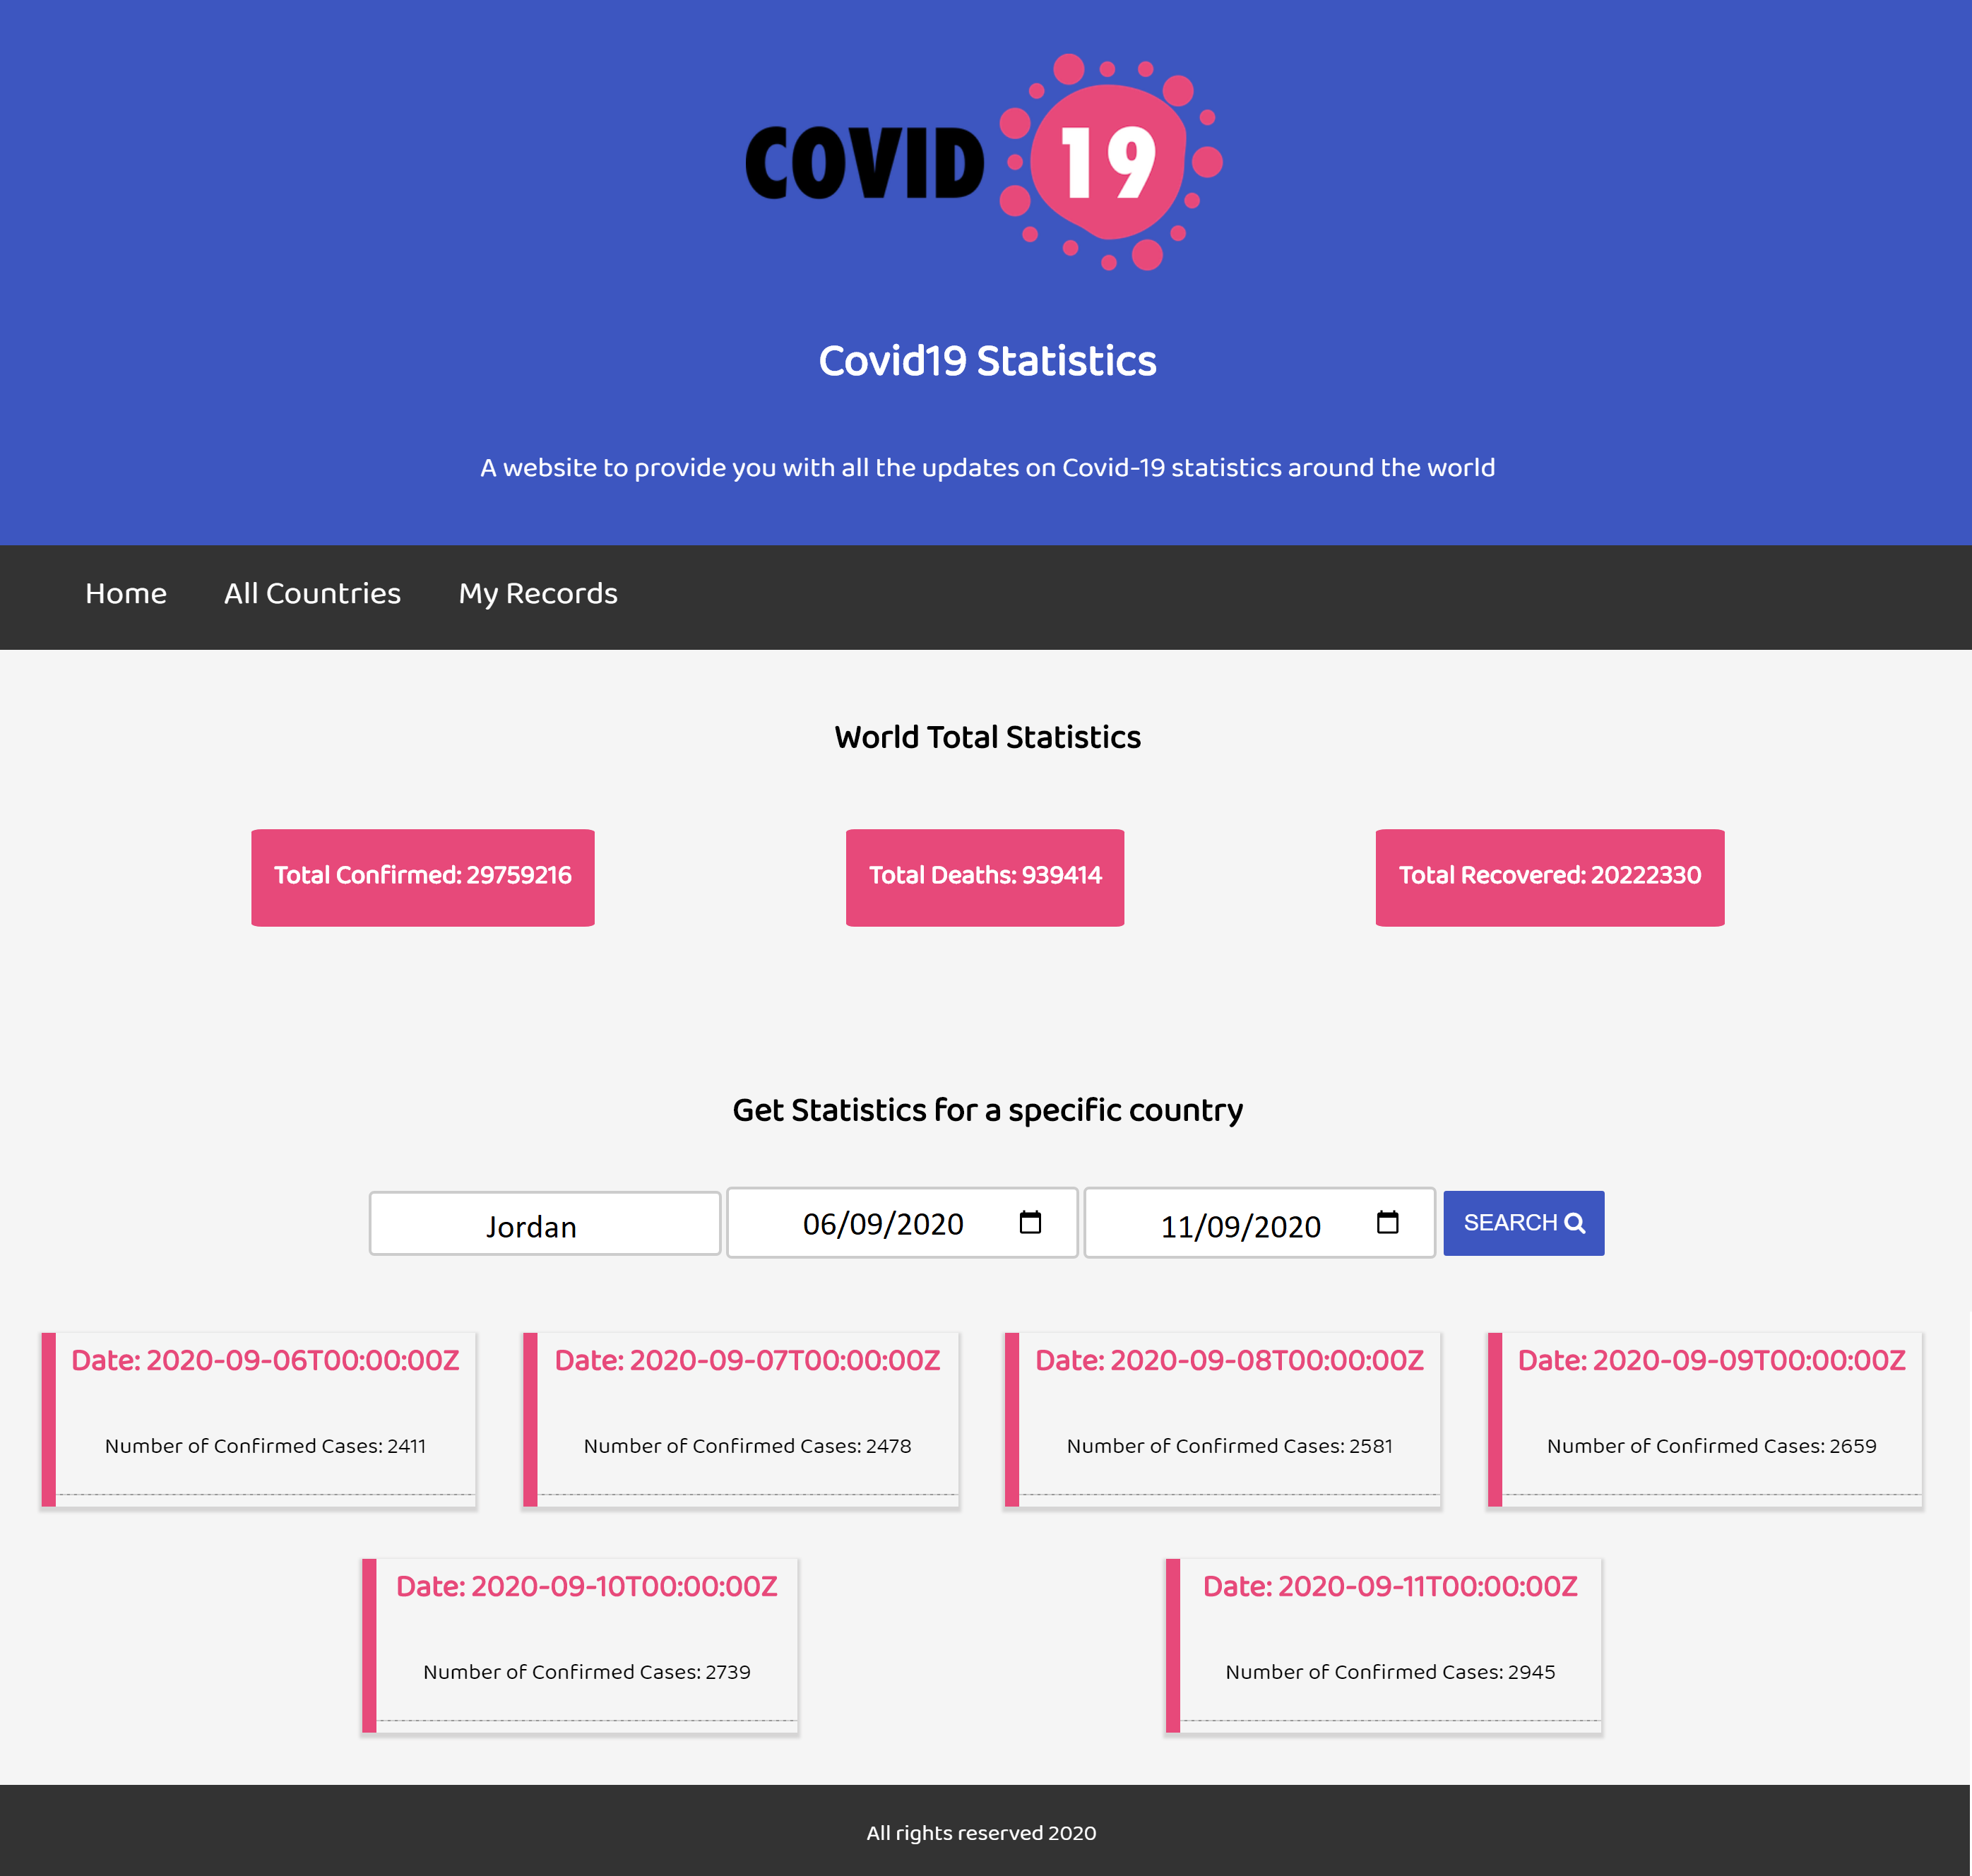 COVID 19
Covid19 Statistics
A website to provide you with all the updates on Covid-19 statistics around the world
Home All Countries My Records
World Total Statistics
Total Confirmed: 29759216 Total Deaths: 939414 Total Recovered: 20222330
Get Statistics for a specific country
Jordan 06/09/2020 11/09/2020 SEARCH
Date: 2020-09-06T00:00:00Z Date: 2020-09-07T00:00:00Z Date: 2020-09-08T00:00:00Z Date: 2020-09-09T00:00:00Z
Number of Confirmed Cases: 2411 Number of Confirmed Cases: 2478 Number of Confirmed Cases: 2581 Number of Confirmed Cases: 2659
Date: 2020-09-10T00:00:00Z Date: 2020-09-11T00:00:00Z
Number of Confirmed Cases: 2739 Number of Confirmed Cases: 2945
All rights reserved 2020